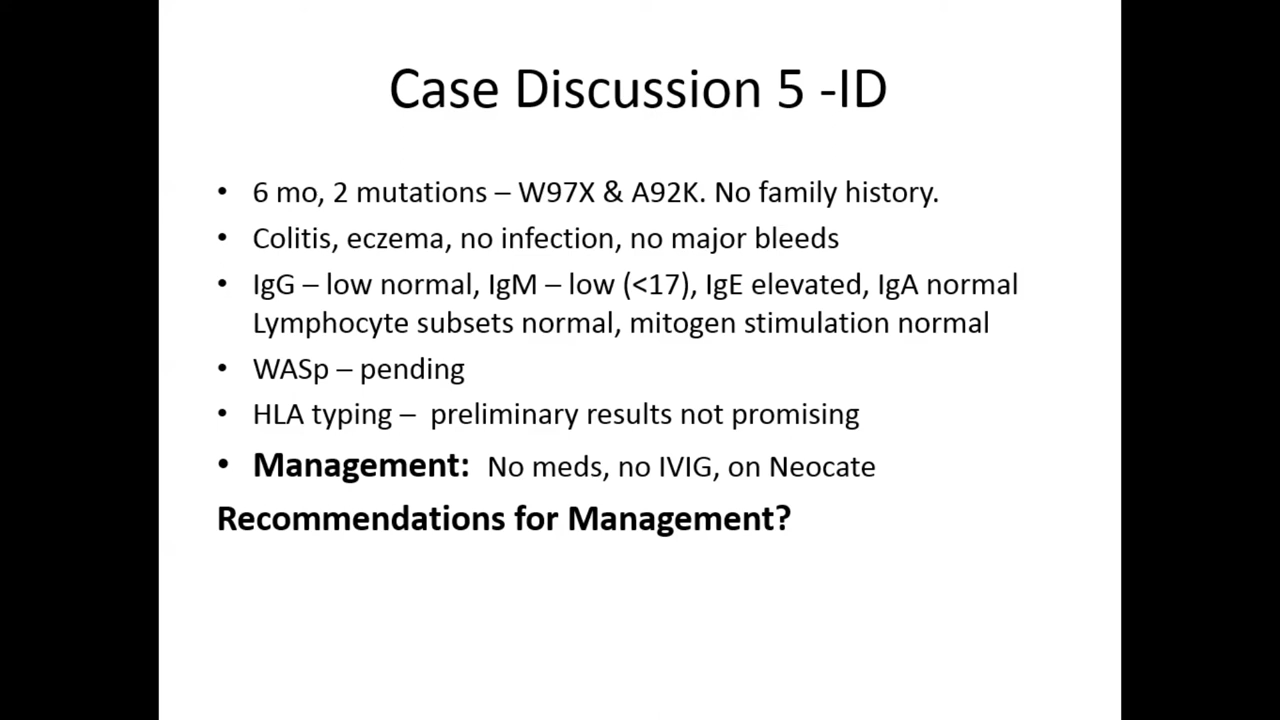 Case Discussion 5 -ID
• 6 mo, 2 mutations – W97X & A92K. No family history.
• Colitis, eczema, no infection, no major bleeds
• IgG – low normal, IgM – low (<17), IgE elevated, IgA normal
Lymphocyte subsets normal, mitogen stimulation normal
• WASp – pending
• HLA typing – preliminary results not promising
• Management: No meds, no IVIG, on Neocate
Recommendations for Management?